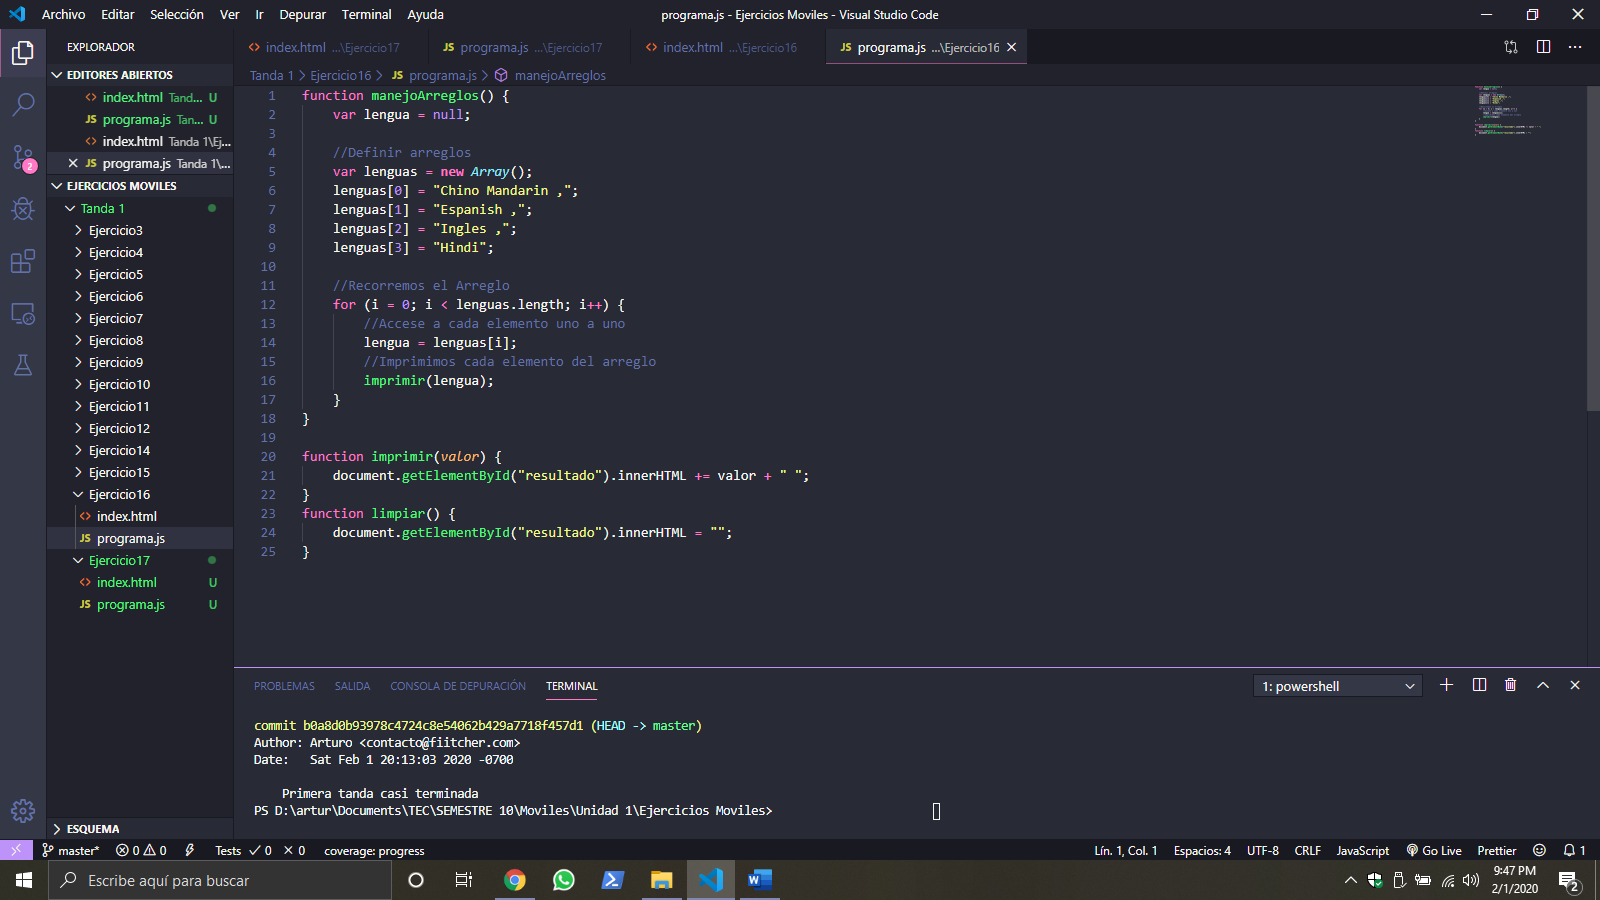 Archivo Editar Selección Ver Ir Depurar Terminal Ayuda
programa.js - Ejercicios Moviles - Visual Studio Code
EXPLORADOR
EDITORES ABIERTOS
index.html Tand... U
programa.js Tan... U
index.html Tanda 1\Ej...
JS programa.js Tanda 1\...
EJERCICIOS MOVILES
Tanda 1
Ejercicio3
Ejercicio4
Ejercicio5
Ejercicio6
Ejercicio7
Ejercicio8
Ejercicio9
Ejercicio10
Ejercicio11
Ejercicio12
Ejercicio14
Ejercicio15
Ejercicio16
index.html
JS programa.js
Ejercicio17
index.html U
JS programa.js U
ESQUEMA
index.html ...\Ejercicio17 JS programa.js ...\Ejercicio17 index.html ...\Ejercicio16 JS programa.js ...\Ejercicio16
Tanda 1 > Ejercicio16 > JS programa.js > manejoArreglos
1 function manejoArreglos() {
2 var lengua = null;
3
4 //Definir arreglos
5 var lenguas = new Array();
6 lenguas[0] = "Chino Mandarin ,";
7 lenguas[1] = "Espanish ,";
8 lenguas[2] = "Ingles ,";
9 lenguas[3] = "Hindi";
10
11 //Recorremos el Arreglo
12 for (i = 0; i < lenguas.length; i++) {
13 //Accese a cada elemento uno a uno
14 lengua = lenguas[i];
15 //Imprimimos cada elemento del arreglo
16 imprimir(lengua);
17 }
18 }
19
20 function imprimir(valor) {
21 document.getElementById("resultado").innerHTML += valor + " ";
22 }
23 function limpiar() {
24 document.getElementById("resultado").innerHTML = "";
25 }
PROBLEMAS SALIDA CONSOLA DE DEPURACIÓN TERMINAL
1: powershell
commit b0a8d0b93978c4724c8e54062b429a7718f457d1 (HEAD -> master)
Author: Arturo <contacto@fiitcher.com>
Date: Sat Feb 1 20:13:03 2020 -0700
Primera tanda casi terminada
PS D:\artur\Documents\TEC\SEMESTRE 10\Moviles\Unidad 1\Ejercicios Moviles>
master* 0 0 Tests 0 0 coverage: progress
Lín. 1, Col. 1 Espacios: 4 UTF-8 CRLF JavaScript Go Live Prettier 1
Escribe aquí para buscar
9:47 PM
2/1/2020
2